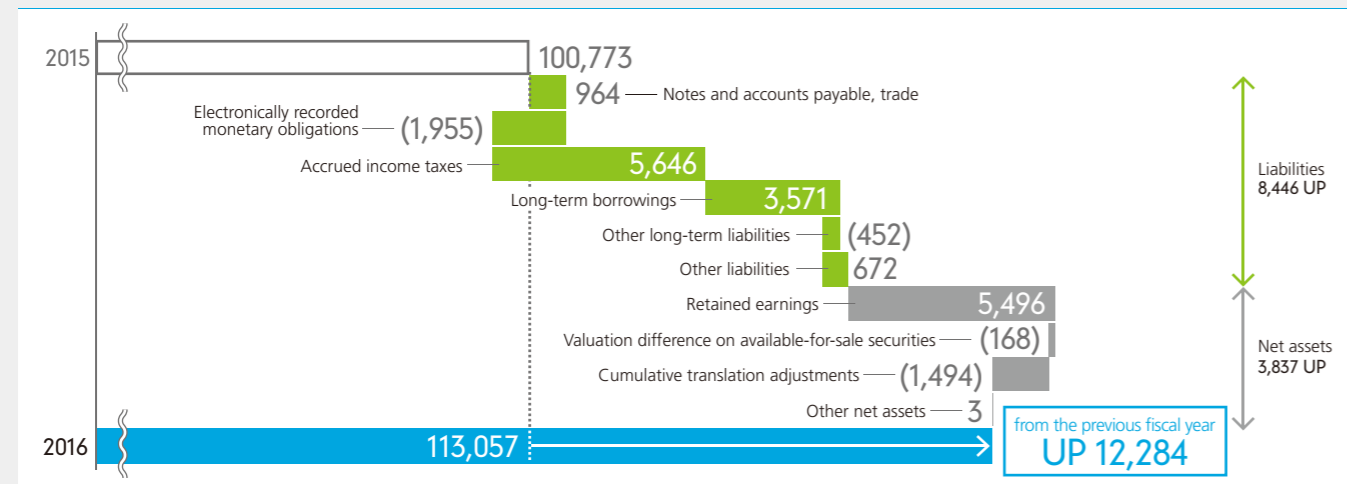 2015
100,773
964
Notes and accounts payable, trade
Electronically recorded
monetary obligations
(1,955)
Accrued income taxes
5,646
Long-term borrowings
3,571
Other long-term liabilities
(452)
Other liabilities
672
Liabilities
8,446 UP
Retained earnings
5,496
Valuation difference on available-for-sale securities
(168)
Cumulative translation adjustments
(1,494)
Other net assets
3
Net assets
3,837 UP
2016
113,057
from the previous fiscal year
UP 12,284